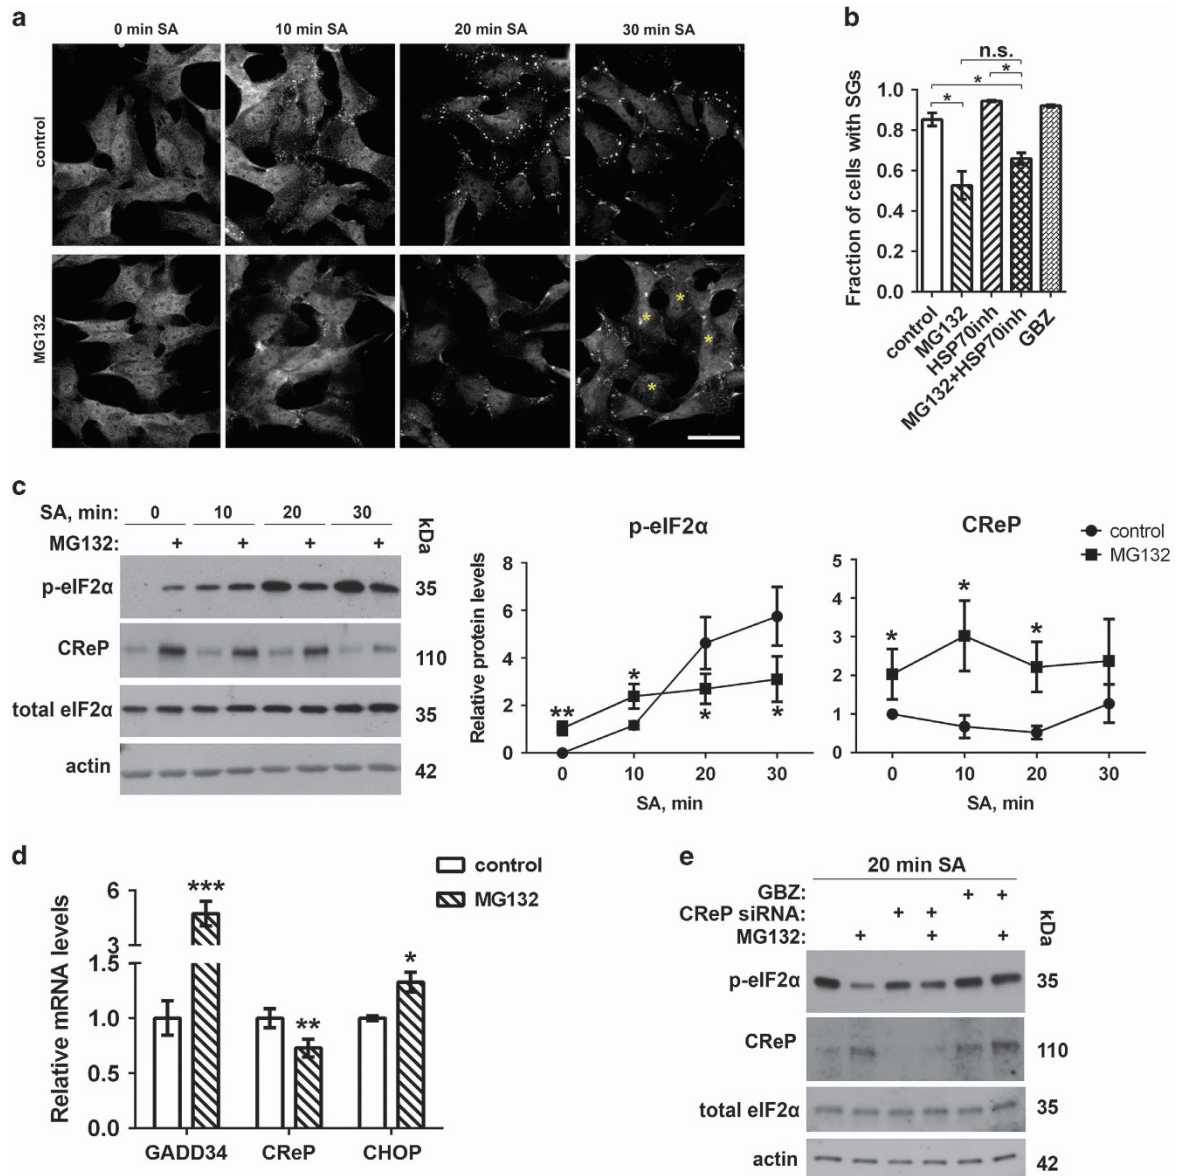 a
0 min SA 10 min SA 20 min SA 30 min SA
control
MG132
* * * *
b
n.s.
*
*
*
Fraction of cells with SGs
1.0
0.8
0.6
0.4
0.2
0.0
control
MG132
HSP70inh
MG132+HSP70inh
GBZ
c
SA, min: 0 10 20 30
MG132: + + + +
kDa
p-eIF2α 35
CReP 110
total eIF2α 35
actin 42
p-eIF2α
Relative protein levels
8
6
4
2
0
** * * *
0 10 20 30
SA, min
CReP
control
MG132
5
4
3
2
1
0
* * *
0 10 20 30
SA, min
d
control
MG132
Relative mRNA levels
6
3
1.5
1.0
0.5
0.0
*** ** *
GADD34 CReP CHOP
e
20 min SA
GBZ: + +
CReP siRNA: + +
MG132: + + +
kDa
p-eIF2α 35
CReP 110
total eIF2α 35
actin 42